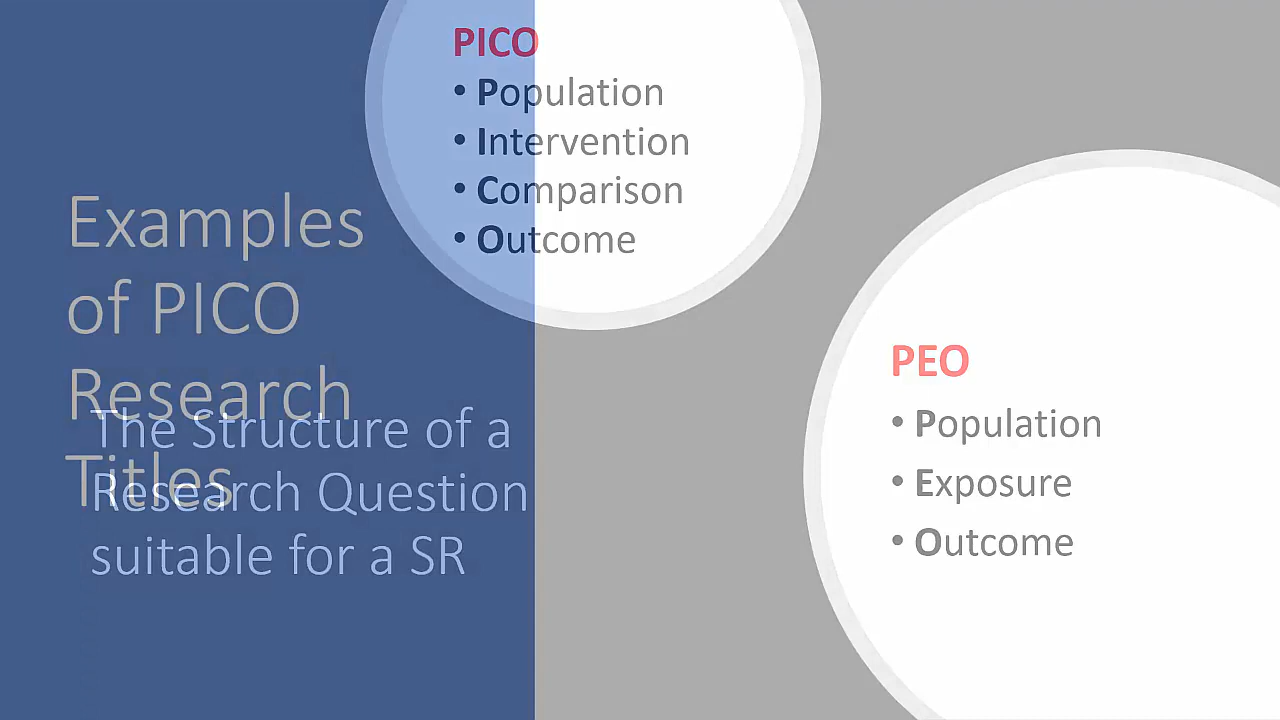 PICO
• Population
• Intervention
• Comparison
• Outcome
Examples
of PICO
Research
Titles
The Structure of a
Research Question
suitable for a SR
PEO
• Population
• Exposure
• Outcome